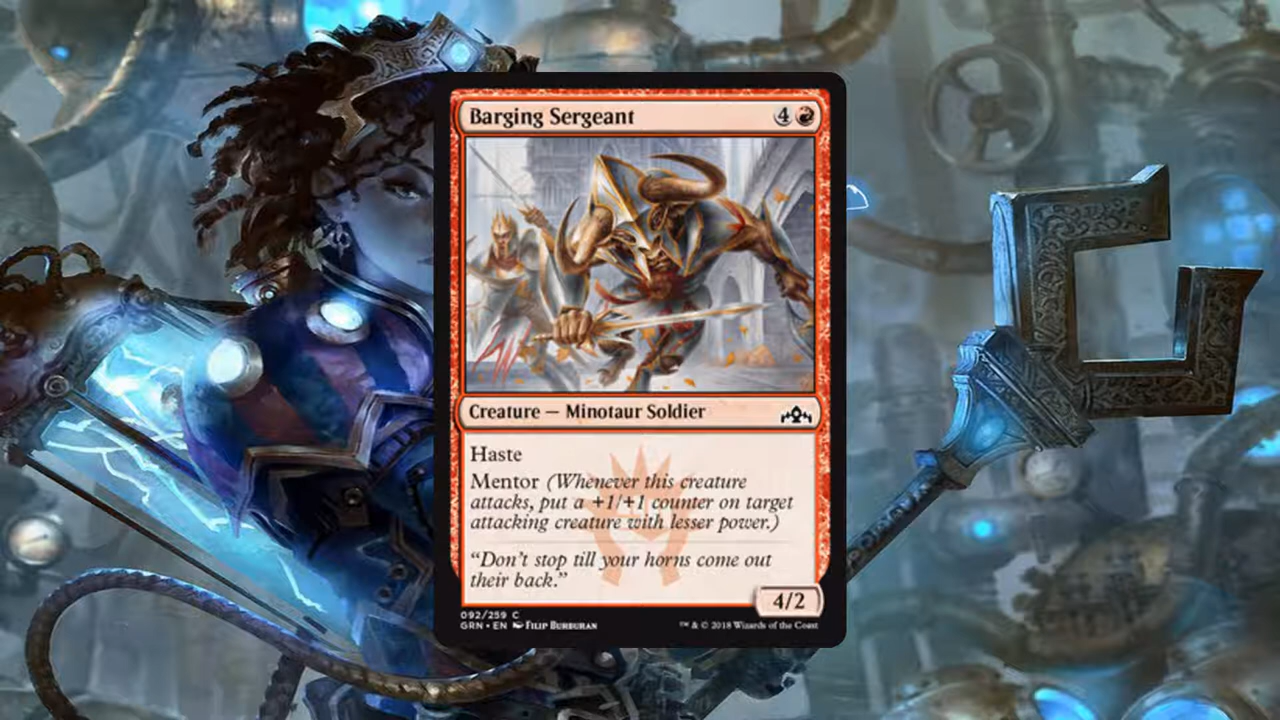 Barging Sergeant 4
Creature — Minotaur Soldier
Haste
Mentor (Whenever this creature
attacks, put a +1/+1 counter on target
attacking creature with lesser power.)
“Don’t stop till your horns come out
their back.”
4/2
092/259 C
GRN • EN Filip Burburan
™ & © 2018 Wizards of the Coast